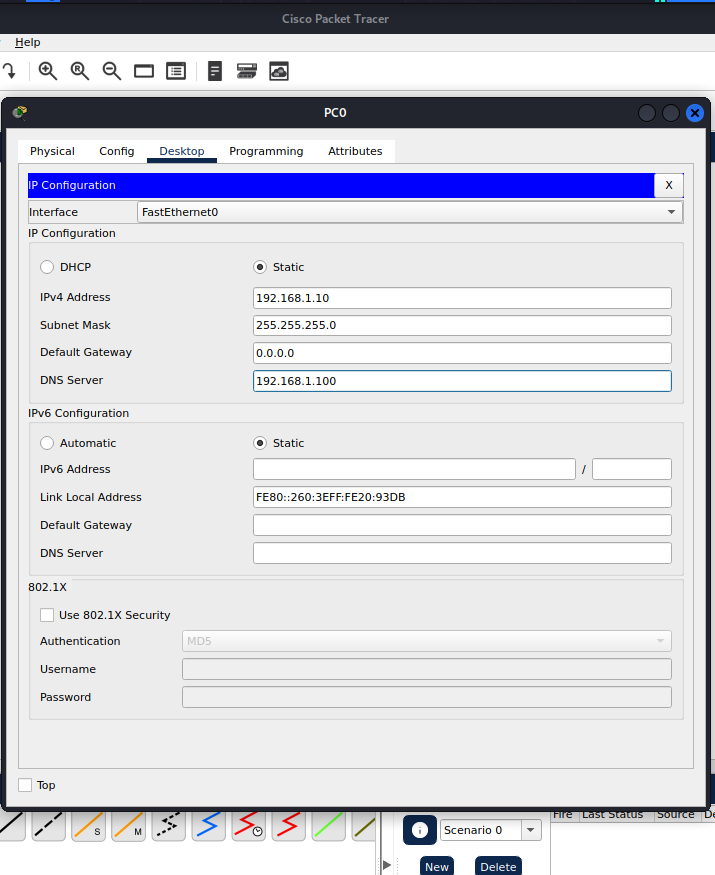 Cisco Packet Tracer
Help
PC0
Physical Config Desktop Programming Attributes
IP Configuration X
Interface FastEthernet0
IP Configuration
DHCP Static
IPv4 Address 192.168.1.10
Subnet Mask 255.255.255.0
Default Gateway 0.0.0.0
DNS Server 192.168.1.100
IPv6 Configuration
Automatic Static
IPv6 Address /
Link Local Address FE80::260:3EFF:FE20:93DB
Default Gateway
DNS Server
802.1X
Use 802.1X Security
Authentication MD5
Username
Password
Top
Fire Last Status Source De
S M Scenario 0
New Delete